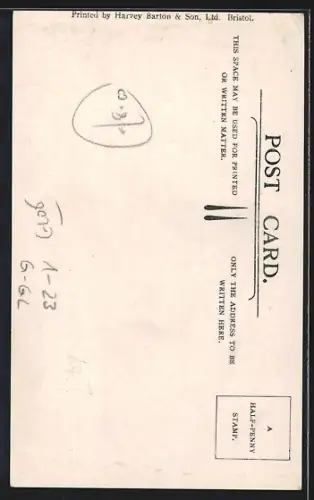 Printed by Harvey Barton & Son, Ltd. Bristol.
POST CARD.
THIS SPACE MAY BE USED FOR PRINTED
OR WRITTEN MATTER.
ONLY THE ADDRESS TO BE
WRITTEN HERE.
A
HALF-PENNY
STAMP.
1-23
G-GL